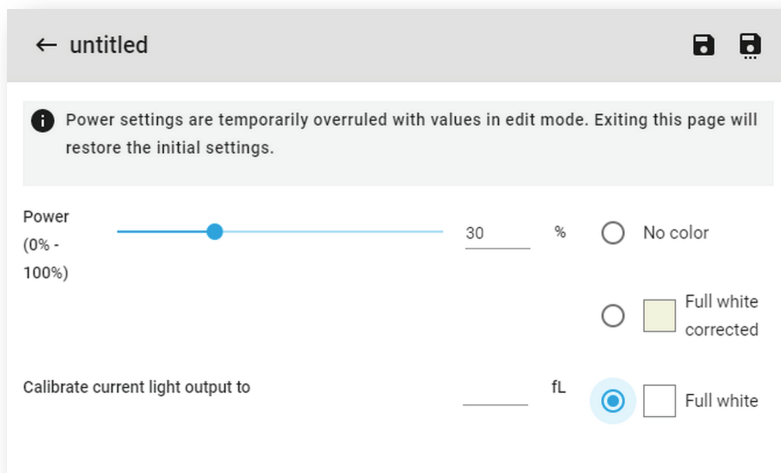 untitled
Power settings are temporarily overruled with values in edit mode. Exiting this page will
restore the initial settings.
Power
(0% -
100%)
30
%
No color
Full white
corrected
Calibrate current light output to
fL
Full white